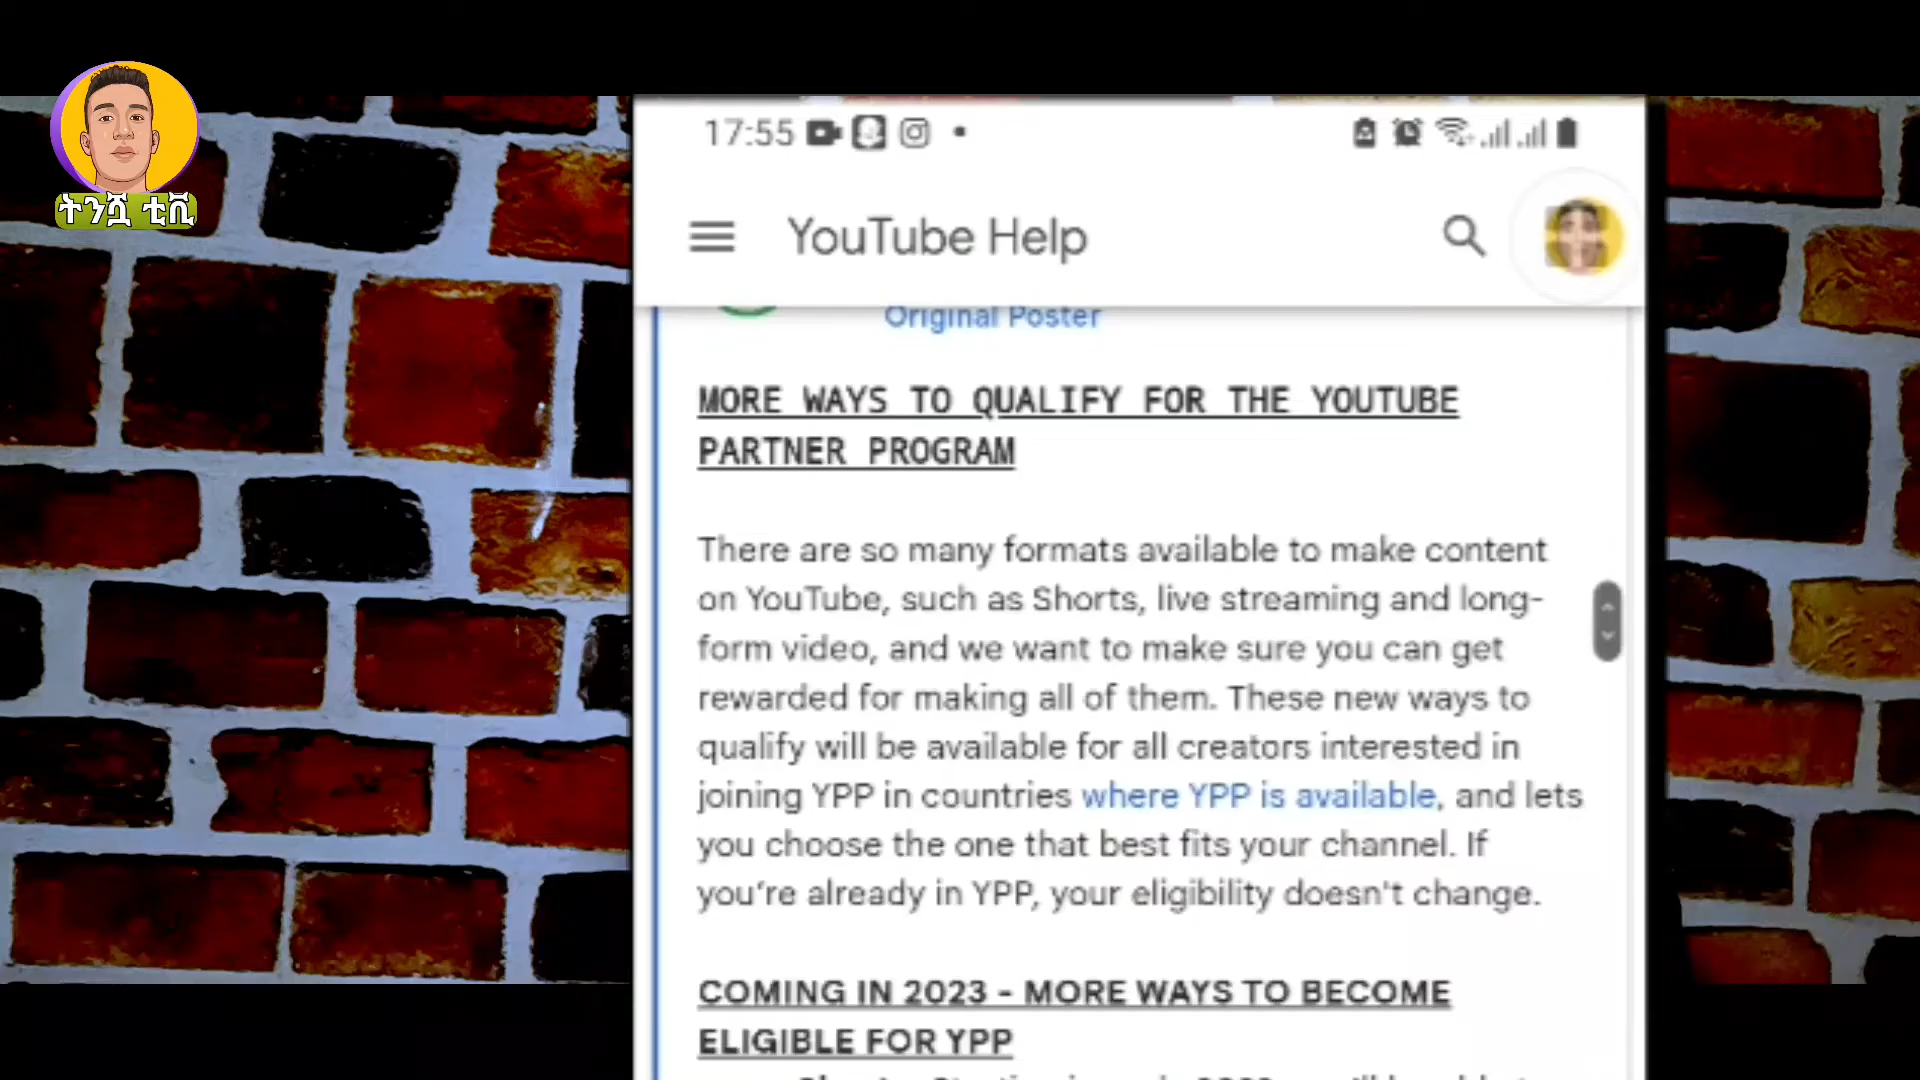 ትንሿ ቲቪ
17:55
YouTube Help
Original Poster
MORE WAYS TO QUALIFY FOR THE YOUTUBE
PARTNER PROGRAM
There are so many formats available to make content
on YouTube, such as Shorts, live streaming and long-
form video, and we want to make sure you can get
rewarded for making all of them. These new ways to
qualify will be available for all creators interested in
joining YPP in countries where YPP is available, and lets
you choose the one that best fits your channel. If
you're already in YPP, your eligibility doesn't change.
COMING IN 2023 - MORE WAYS TO BECOME
ELIGIBLE FOR YPP